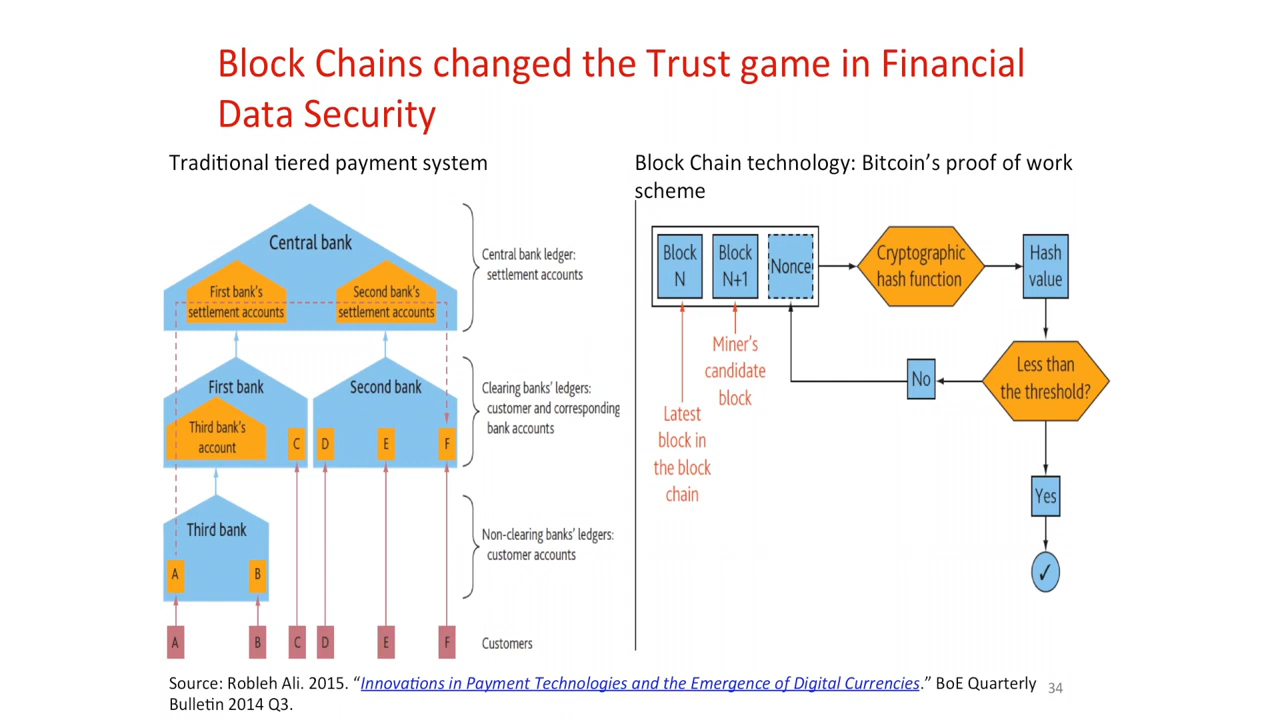 Block Chains changed the Trust game in Financial
Data Security
Traditional tiered payment system
Central bank
First bank's
settlement accounts
Second bank's
settlement accounts
Central bank ledger:
settlement accounts
First bank
Third bank's
account
C
Second bank
D
E
F
Clearing banks' ledgers:
customer and corresponding
bank accounts
Third bank
A
B
Non-clearing banks' ledgers:
customer accounts
A
B
C
D
E
F
Customers
Block Chain technology: Bitcoin's proof of work
scheme
Block
N
Block
N+1
Nonce
Cryptographic
hash function
Hash
value
Miner's
candidate
block
Latest
block in
the block
chain
No
Less than
the threshold?
Yes
✓
Source: Robleh Ali. 2015. “Innovations in Payment Technologies and the Emergence of Digital Currencies.” BoE Quarterly
Bulletin 2014 Q3.
34